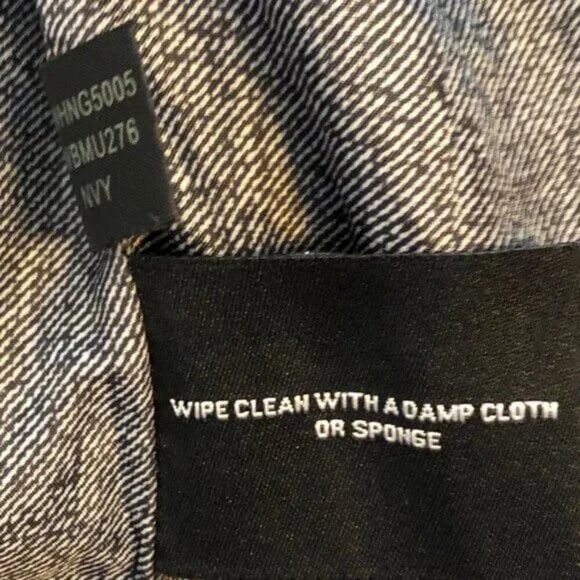 HNG5005
BMU276
NVY
WIPE CLEAN WITH A DAMP CLOTH
OR SPONGE